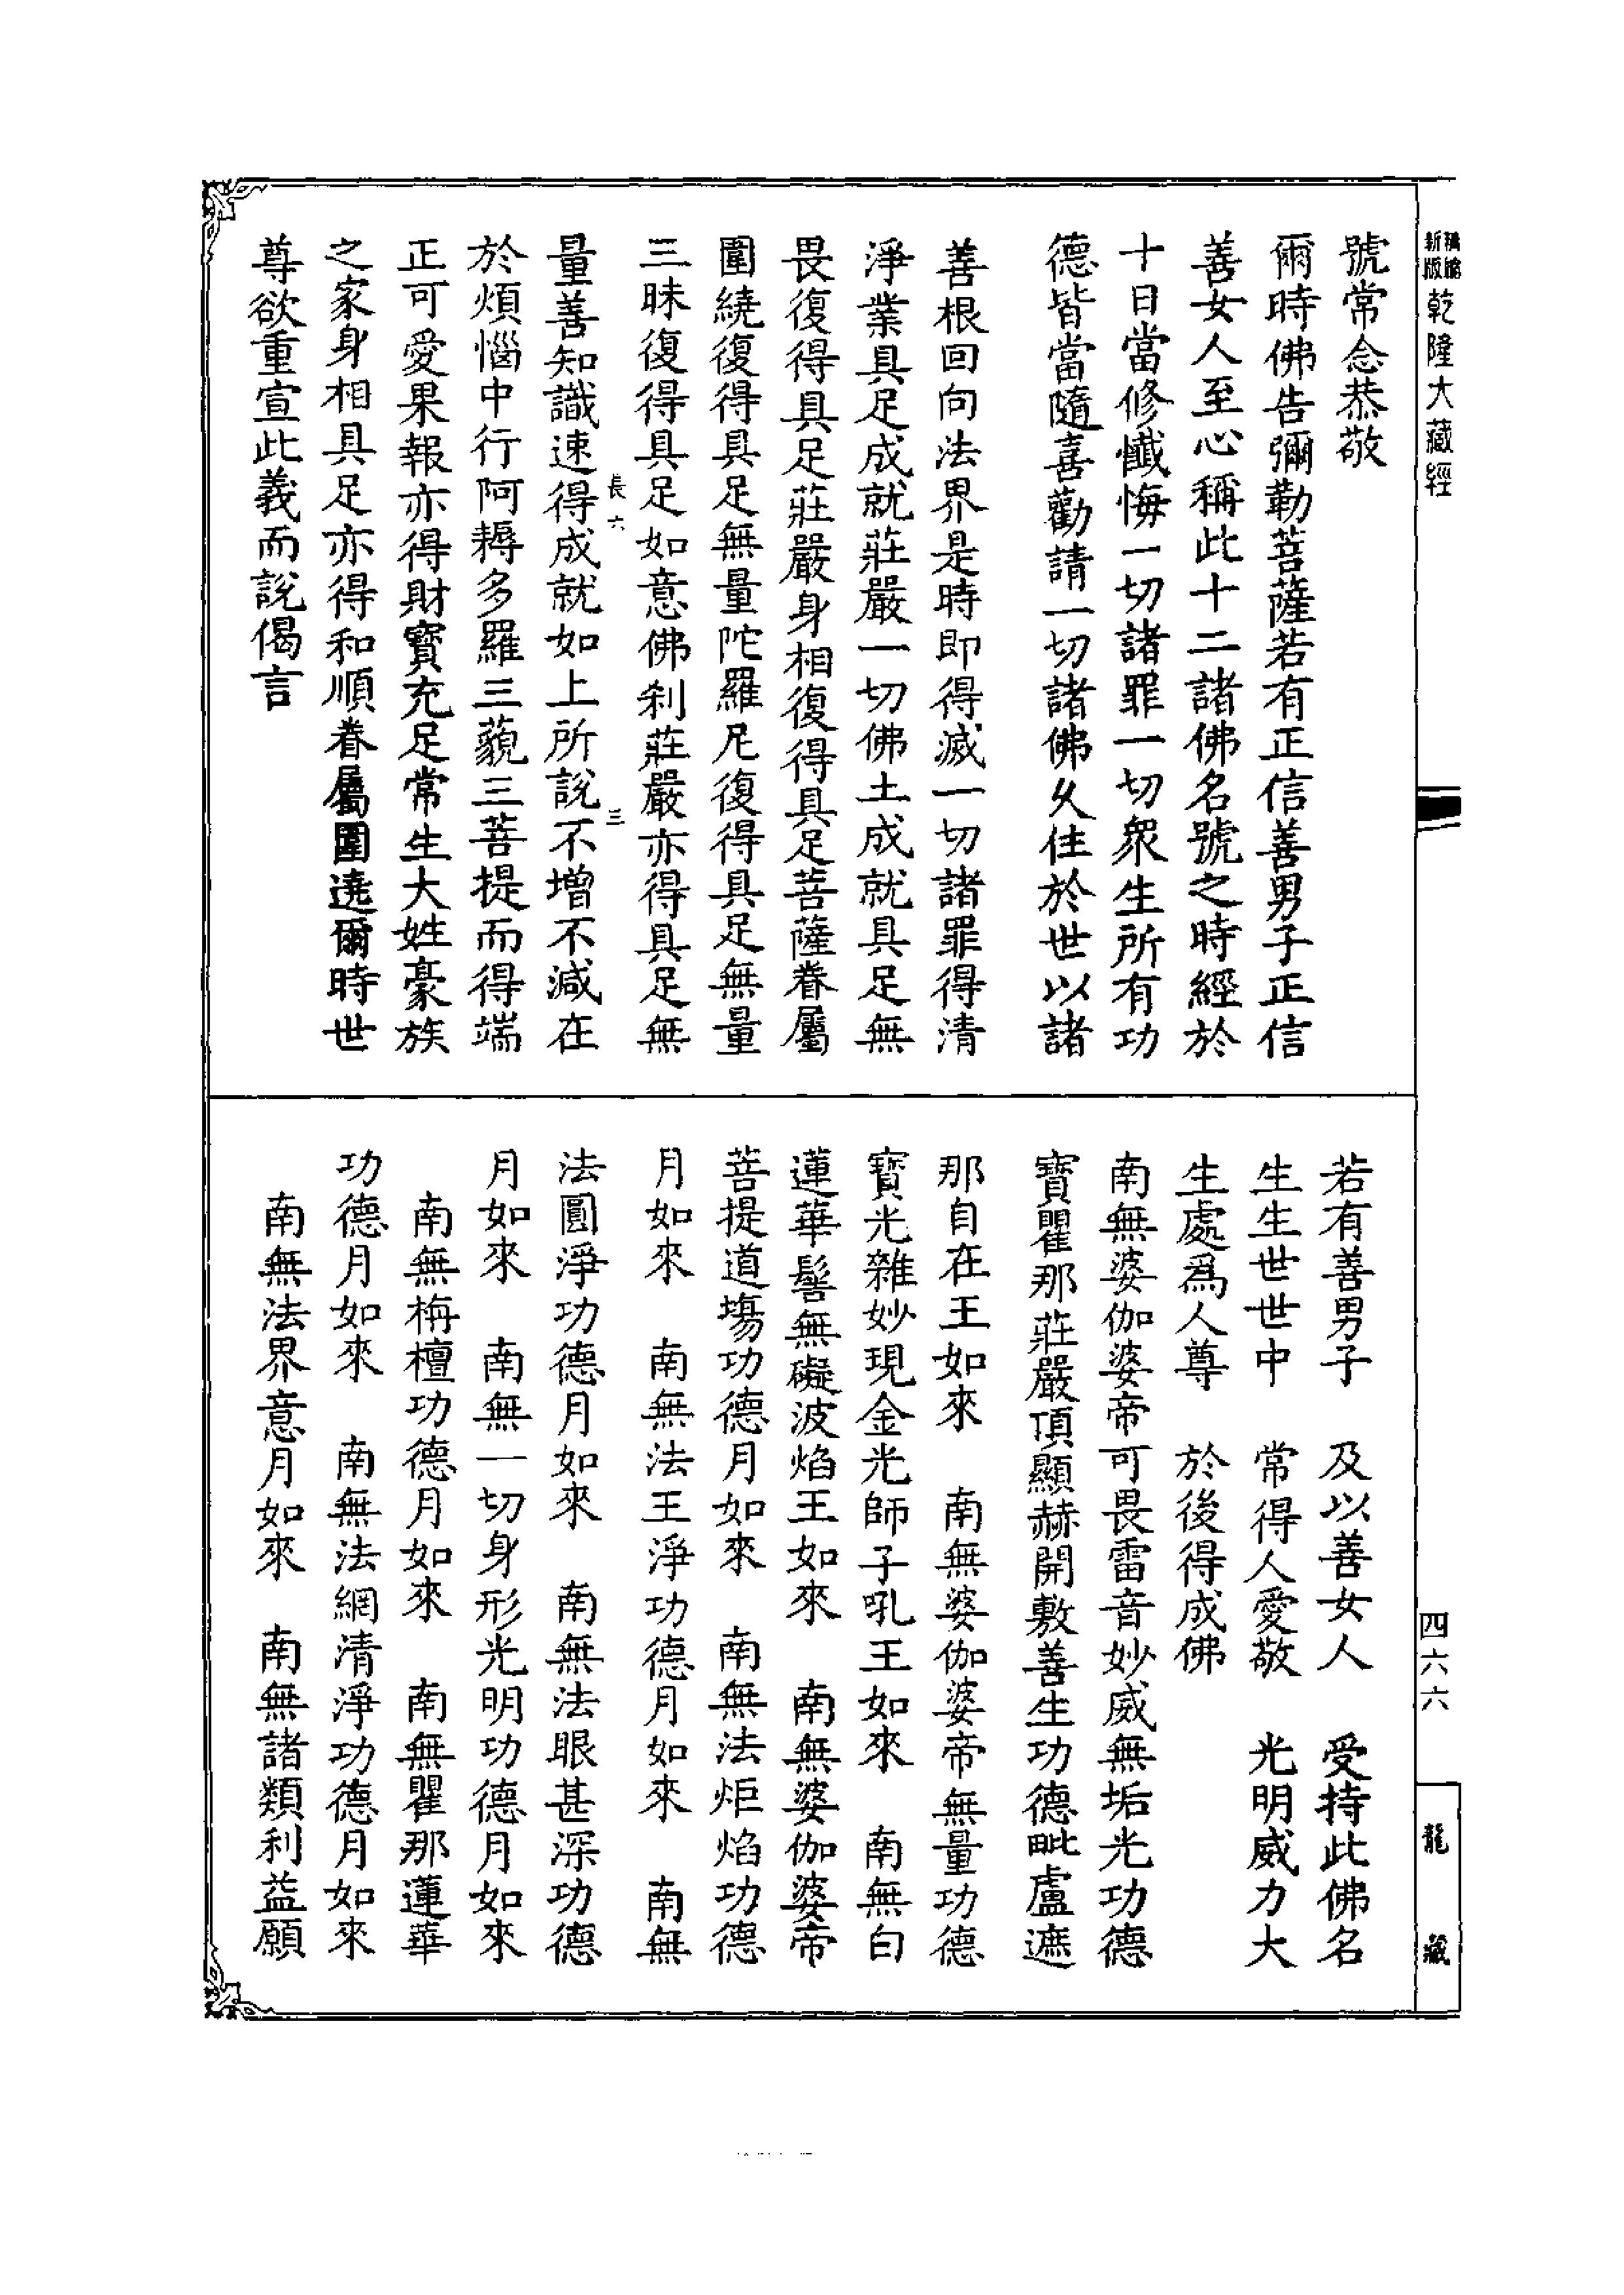 新版
乾隆大藏經
號常念恭敬
爾時佛告彌勒菩薩若有正信善男子正信
善女人至心稱此十二諸佛名號之時經於
十日當修懺悔一切諸罪一切衆生所有功
德皆當隨喜勸請一切諸佛久住於世以諸
善根回向法界是時即得滅一切諸罪得清
淨業具足成就莊嚴一切佛土成就具足無
畏復得具足莊嚴身相復得具足菩薩眷屬
圍繞復得具足無量陀羅尼復得具足無量
三昧復得具足如意佛刹莊嚴亦得具足無
長六 三
量善知識速得成就如上所說不增不減在
於煩惱中行阿耨多羅三藐三菩提而得端
正可愛果報亦得財寶充足常生大姓豪族
之家身相具足亦得和順眷屬圍遶爾時世
尊欲重宣此義而說偈言
若有善男子 及以善女人 受持此佛名
生生世世中 常得人愛敬 光明威力大
生處爲人尊 於後得成佛
南無婆伽婆帝可畏雷音妙威無垢光功德
寶瞿那莊嚴頂顯赫開敷善生功德毗盧遮
那自在王如來 南無婆伽婆帝無量功德
寶光雜妙現金光師子吼王如來 南無白
蓮華髻無礙波焰王如來 南無婆伽婆帝
菩提道場功德月如來 南無法炬焰功德
月如來 南無法王淨功德月如來 南無
法圓淨功德月如來 南無法眼甚深功德
月如來 南無一切身形光明功德月如來
南無栴檀功德月如來 南無瞿那蓮華
功德月如來 南無法網清淨功德月如來
南無法界意月如來 南無諸類利益願
四六六
龍藏